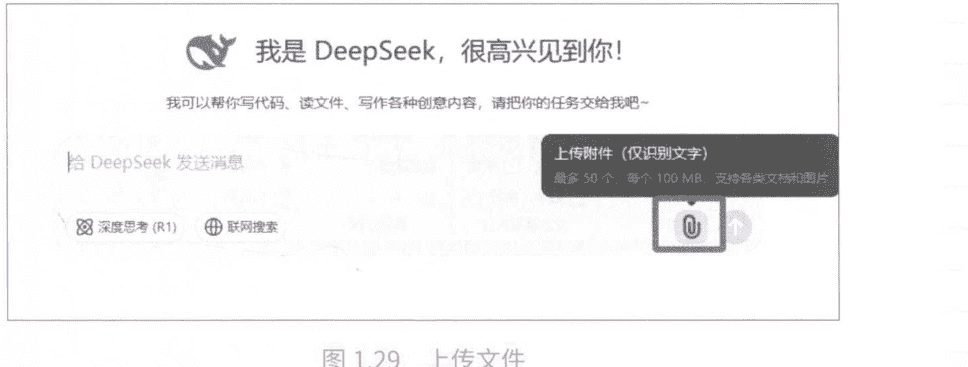 我是 DeepSeek，很高兴见到你！
我可以帮你写代码、读文件、写作各种创意内容，请把你的任务交给我吧~
给 DeepSeek 发送消息
上传附件（仅识别文字）
最多 50 个，每个 100 MB，支持各类文档和图片
深度思考 (R1) 联网搜索
图 1.29 上传文件